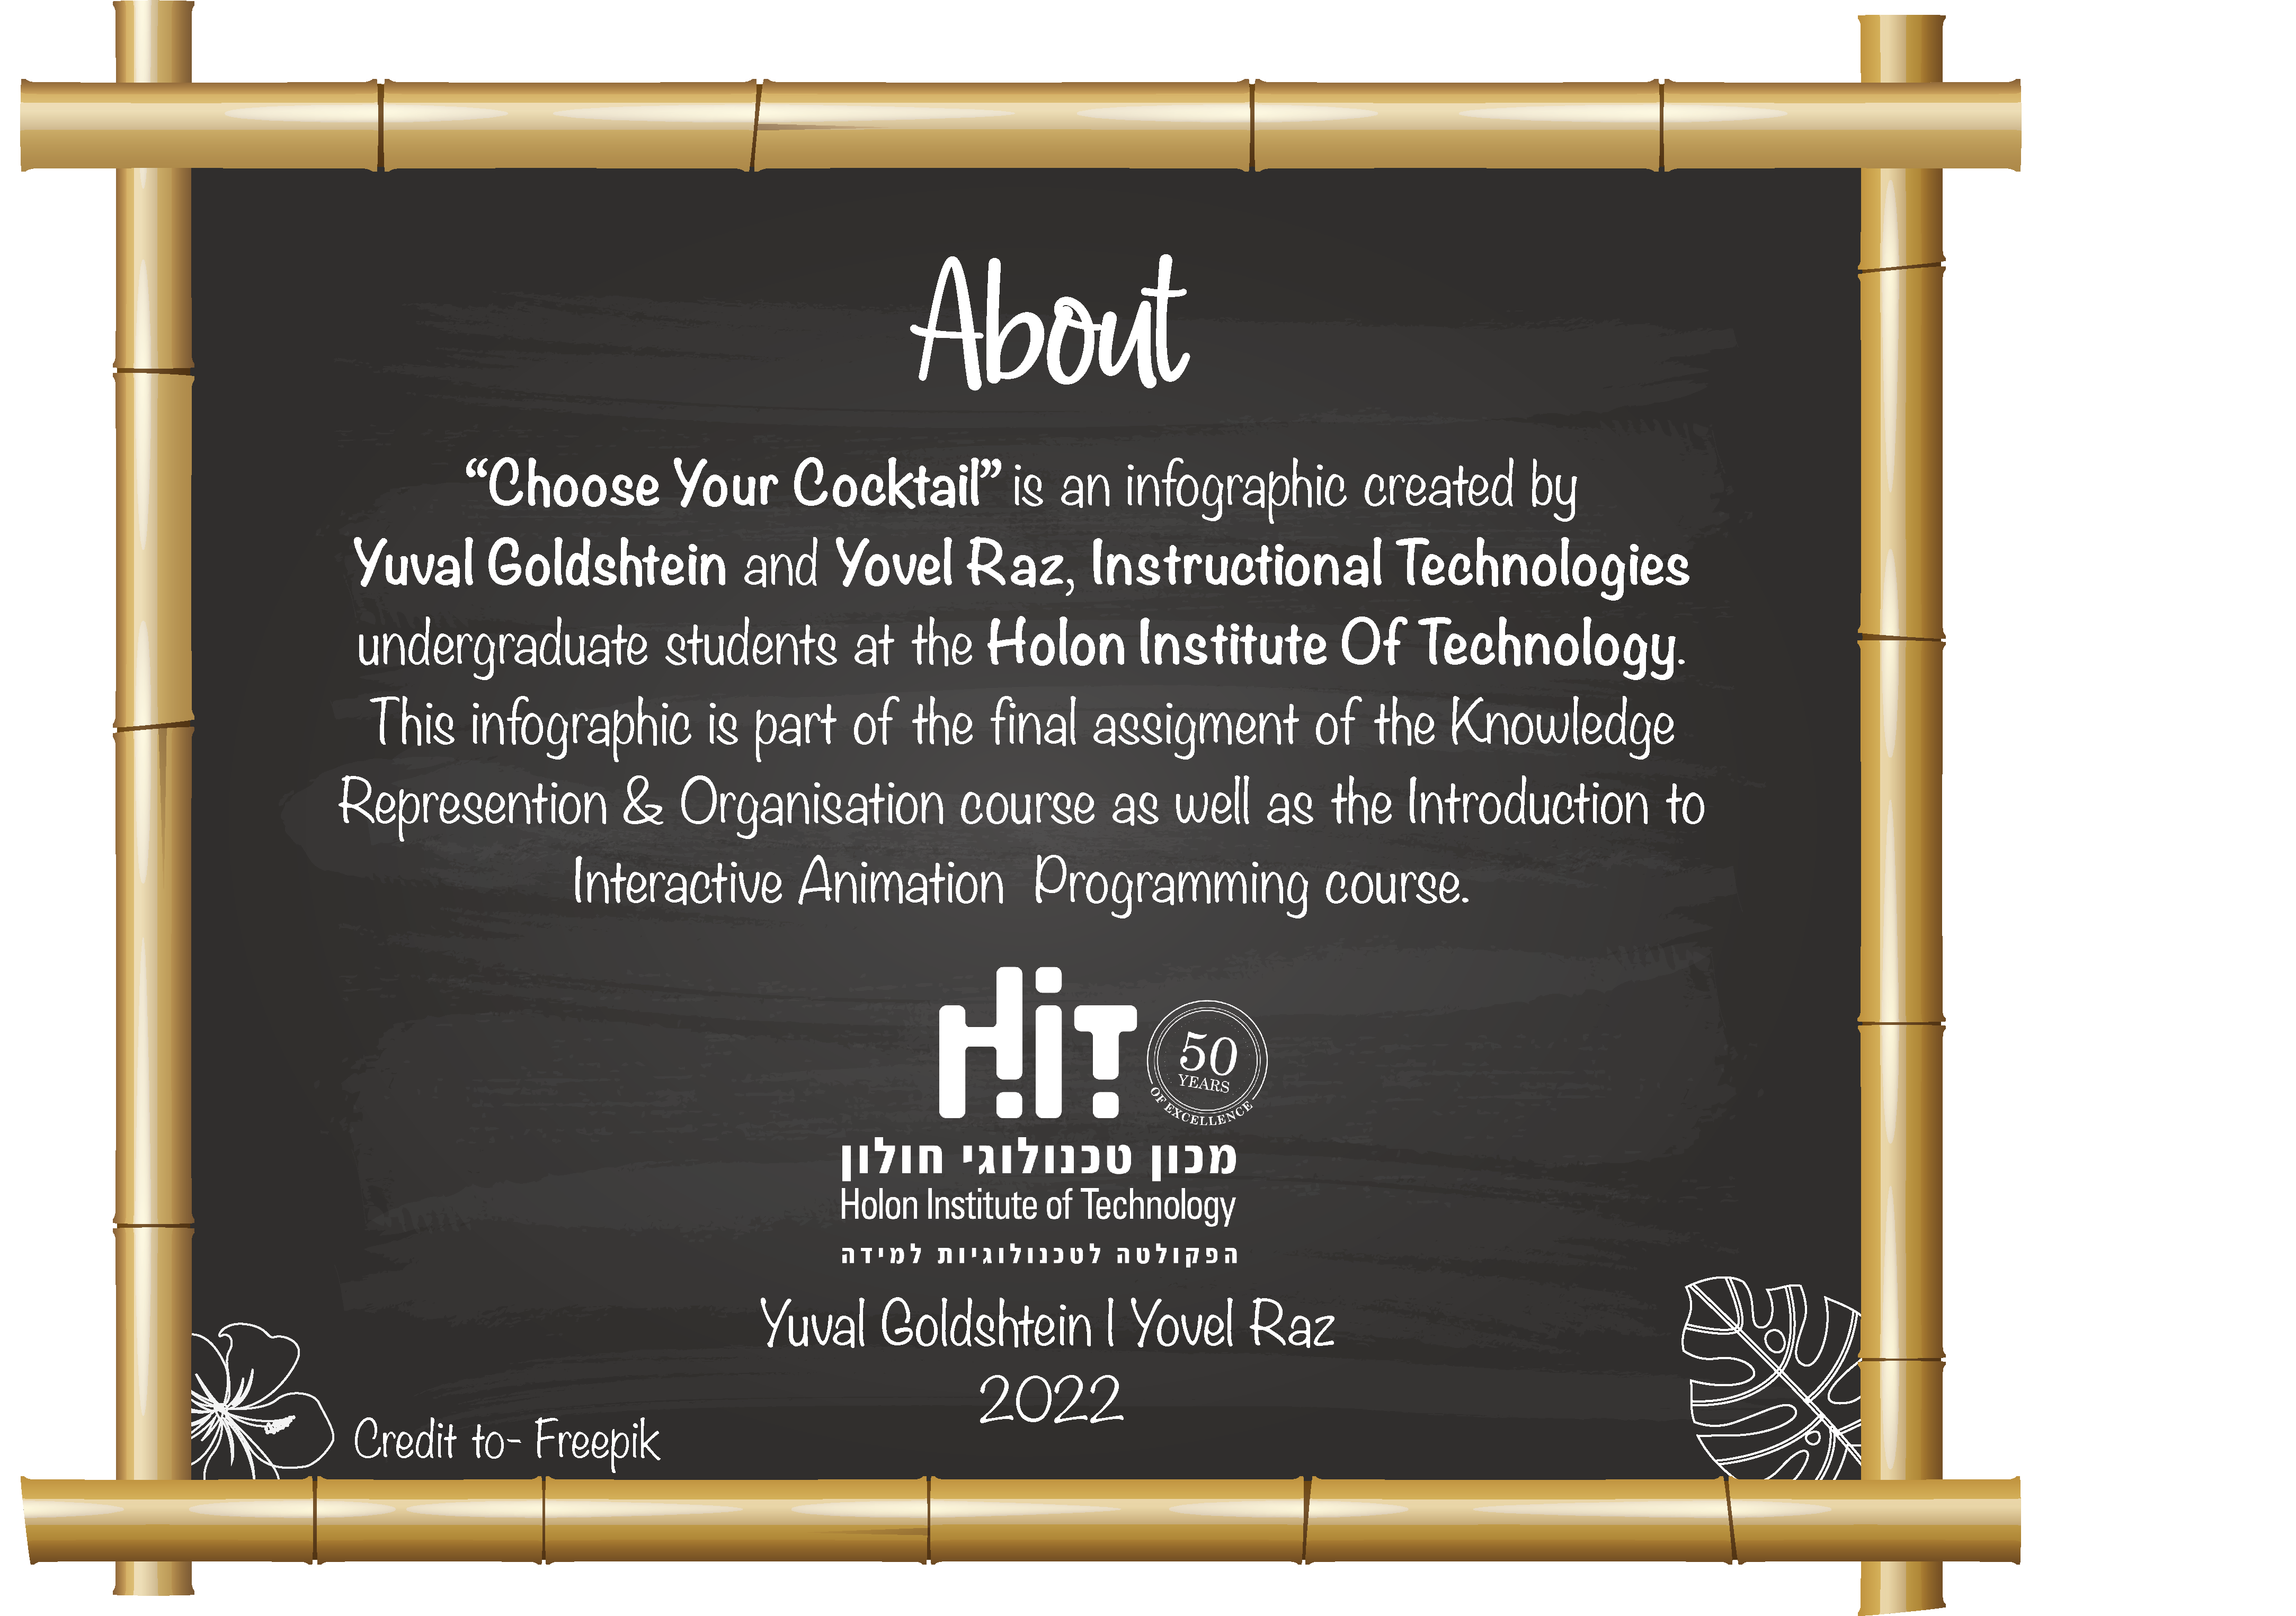 About
“Choose Your Cocktail” is an infographic created by
Yuval Goldshtein and Yovel Raz, Instructional Technologies
undergraduate students at the Holon Institute Of Technology.
This infographic is part of the final assigment of the Knowledge
Represention & Organisation course as well as the Introduction to
Interactive Animation Programming course.
HiT
50
YEARS
OF EXCELLENCE
מכון טכנולוגי חולון
Holon Institute of Technology
הפקולטה לטכנולוגיות למידה
Yuval Goldshtein | Yovel Raz
2022
Credit to- Freepik